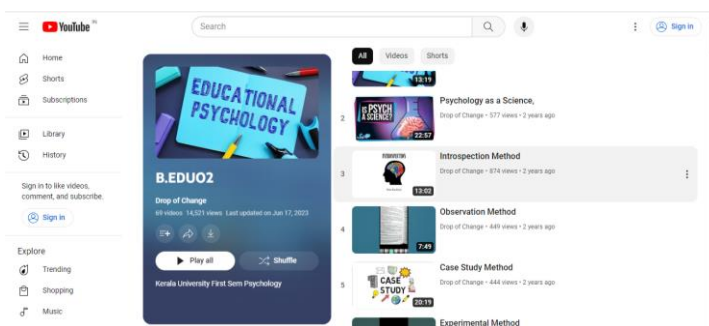 YouTube IN
Search
Sign in
Home
Shorts
Subscriptions
Library
History
Sign in to like videos,
comment, and subscribe.
Sign in
Explore
Trending
Shopping
Music
EDUCATIONAL
PSYCHOLOGY
B.EDUO2
Drop of Change
69 videos 14,521 views Last updated on Jun 17, 2023
Play all
Shuffle
Kerala University First Sem Psychology
All Videos Shorts
13:19
2
IS PSYCH
A SCIENCE?
22:57
Psychology as a Science,
Drop of Change • 577 views • 2 years ago
3
13:02
Introspection Method
Drop of Change • 874 views • 2 years ago
4
7:49
Observation Method
Drop of Change • 449 views • 2 years ago
5
CASE
STUDY
20:19
Case Study Method
Drop of Change • 444 views • 2 years ago
Experimental Method